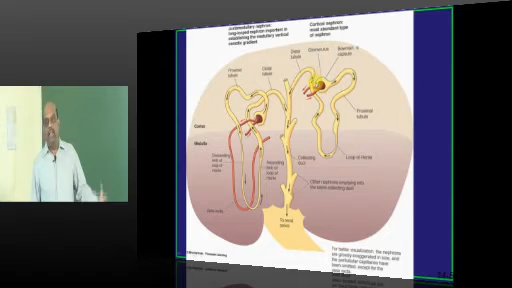 long-looped nephron important in
establishing the medullary vertical
osmotic gradient
Cortical nephron:
most abundant type
of nephron
Distal
tubule
Glomerulus
Bowman's
capsule
Proximal
tubule
Distal
tubule
Proximal
tubule
Cortex
Medulla
Descending
limb of
loop of
Henle
Ascending
limb of
loop of
Henle
Collecting
duct
Loop of Henle
Other nephrons emptying into
the same collecting duct
Vasa recta
To renal
pelvis
For better visualization, the nephrons
are grossly exaggerated in size, and
the peritubular capillaries have
been omitted, except for the
vasa recta.